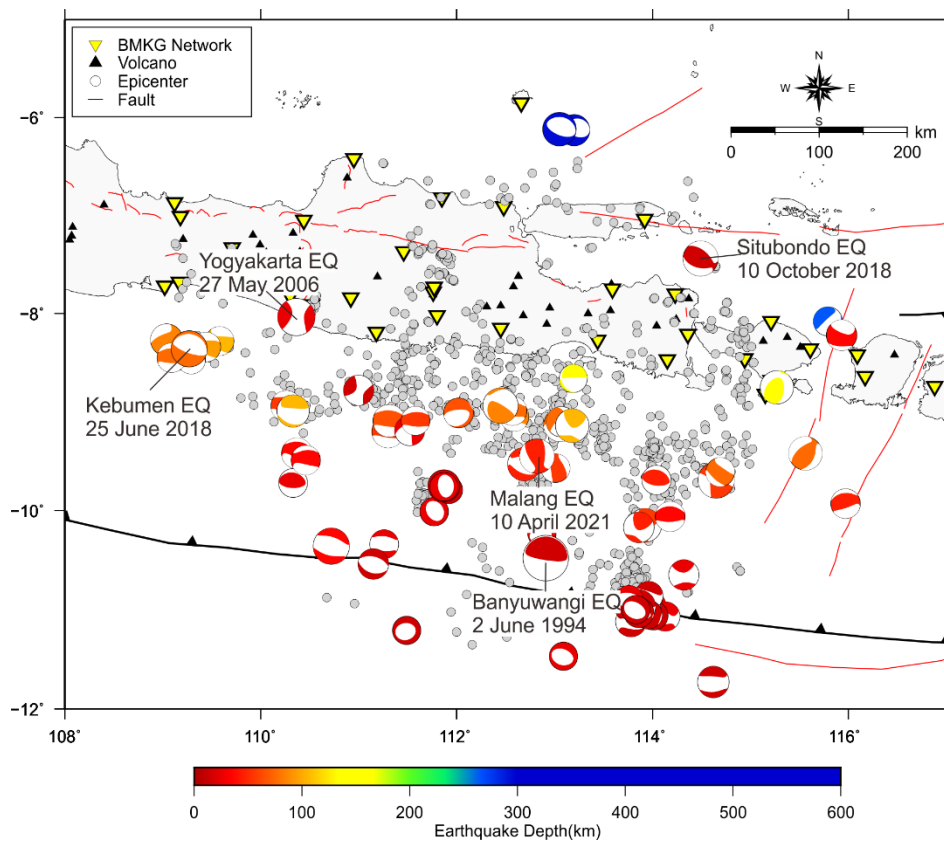 BMKG Network
Volcano
Epicenter
Fault
N
W E
S
km
0 100 200
−6°
−8°
−10°
−12°
Yogyakarta EQ
27 May 2006
Situbondo EQ
10 October 2018
Kebumen EQ
25 June 2018
Malang EQ
10 April 2021
Banyuwangi EQ
2 June 1994
108° 110° 112° 114° 116°
0 100 200 300 400 500 600
Earthquake Depth(km)